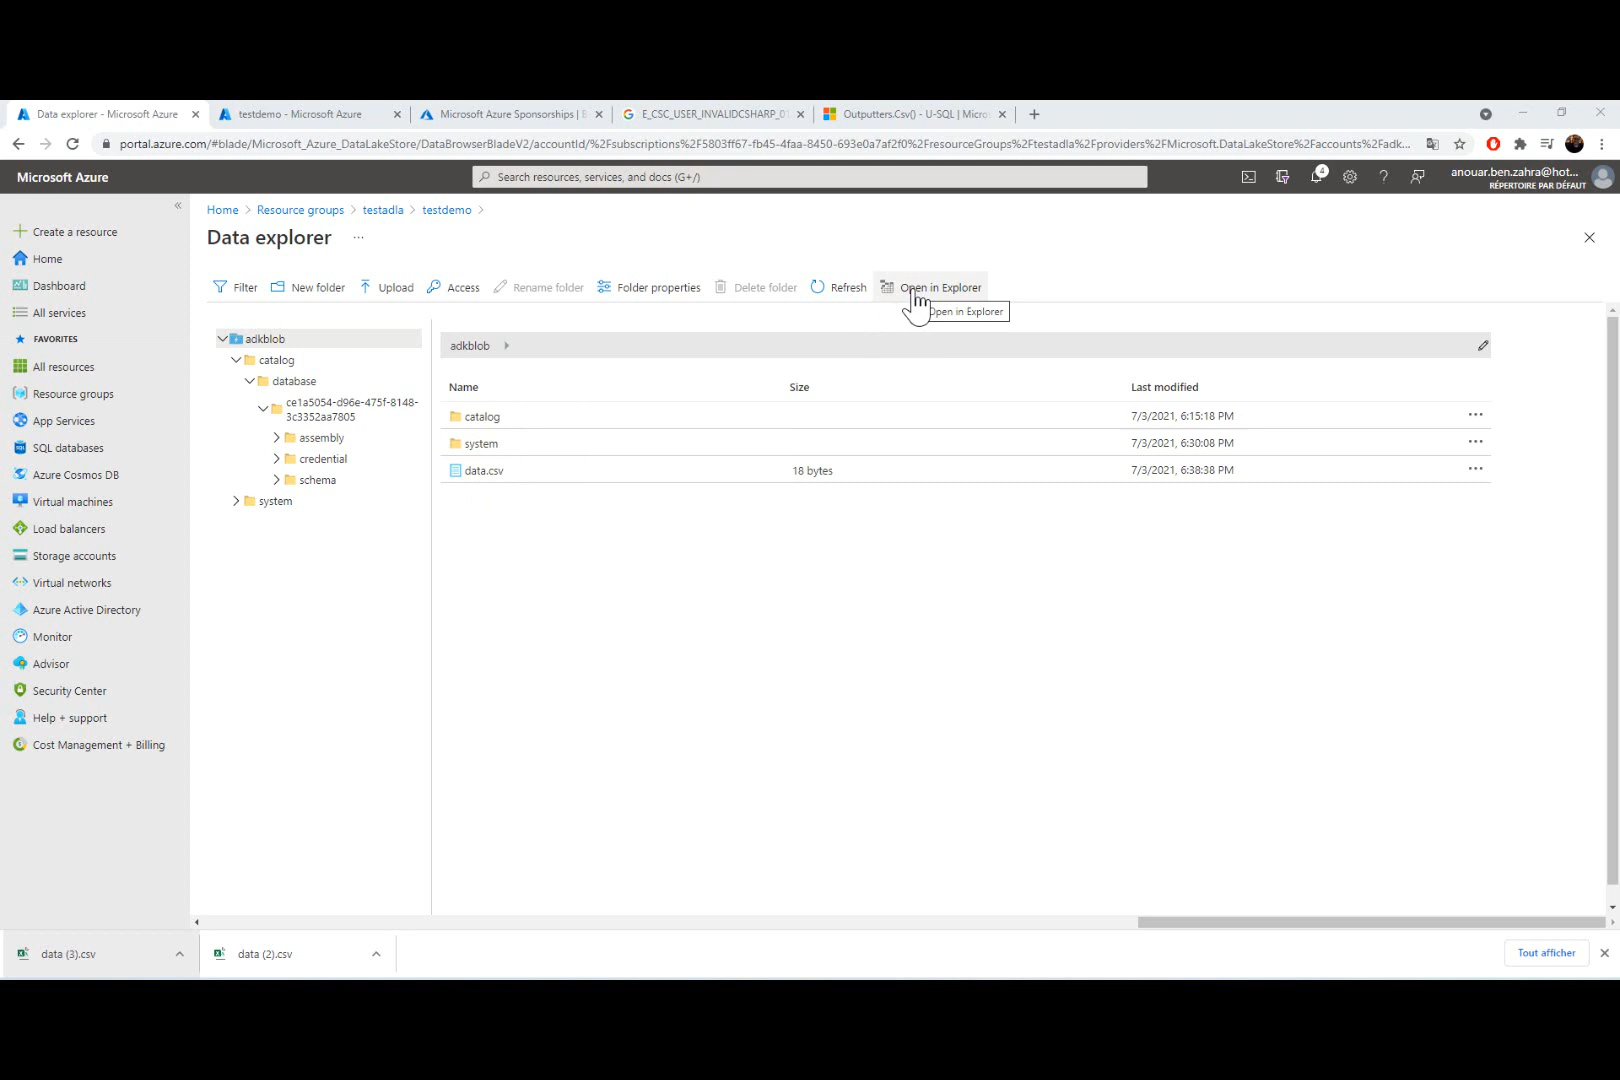 Data explorer - Microsoft Azure
testdemo - Microsoft Azure
Microsoft Azure Sponsorships | E
E_CSC_USER_INVALIDCSHARP_01
Outputters.Csv() - U-SQL | Micro
portal.azure.com/#blade/Microsoft_Azure_DataLakeStore/DataBrowserBladeV2/accountId/%2Fsubscriptions%2F5803ff67-fb45-4faa-8450-693e0a7af2f0%2FresourceGroups%2Ftestadla%2Fproviders%2FMicrosoft.DataLakeStore%2Faccounts%2Fadk...
Microsoft Azure
Search resources, services, and docs (G+/)
4
anouar.ben.zahra@hot...
RÉPERTOIRE PAR DÉFAUT
Create a resource
Home
Dashboard
All services
FAVORITES
All resources
Resource groups
App Services
SQL databases
Azure Cosmos DB
Virtual machines
Load balancers
Storage accounts
Virtual networks
Azure Active Directory
Monitor
Advisor
Security Center
Help + support
Cost Management + Billing
Home > Resource groups > testadla > testdemo >
Data explorer ...
Filter New folder Upload Access Rename folder Folder properties Delete folder Refresh Open in Explorer
Open in Explorer
adkblob
catalog
database
ce1a5054-d96e-475f-8148-
3c3352aa7805
assembly
credential
schema
system
adkblob
Name Size Last modified
catalog 7/3/2021, 6:15:18 PM
system 7/3/2021, 6:30:08 PM
data.csv 18 bytes 7/3/2021, 6:38:38 PM
data (3).csv
data (2).csv
Tout afficher